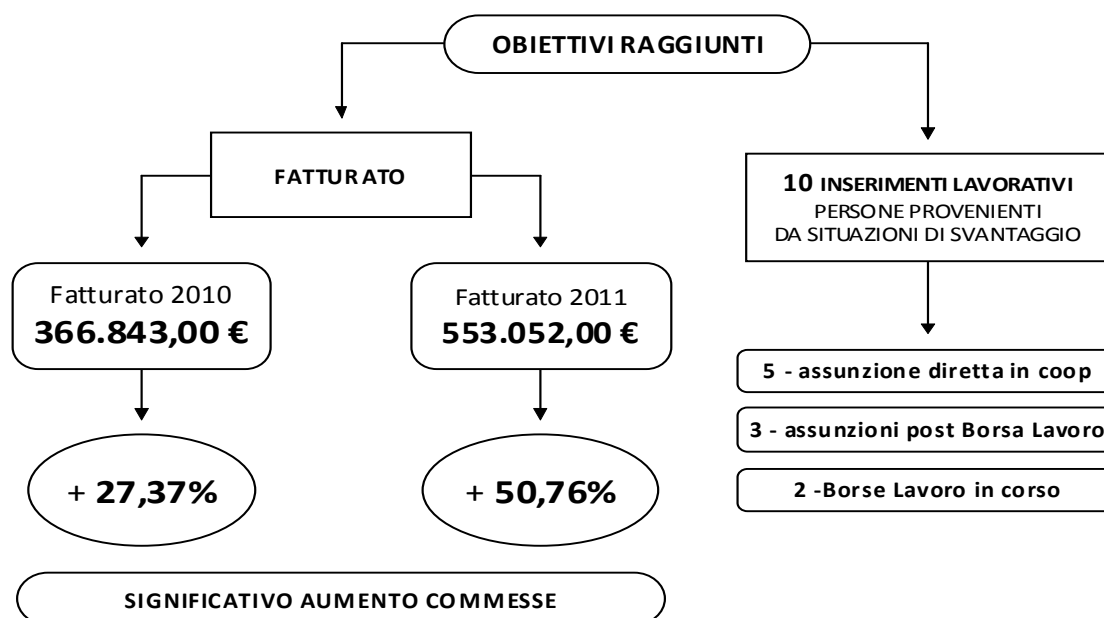 OBIETTIVI RAGGIUNTI
FATTURATO
Fatturato 2010
366.843,00 €
+ 27,37%
Fatturato 2011
553.052,00 €
+ 50,76%
SIGNIFICATIVO AUMENTO COMMESSE
10 INSERIMENTI LAVORATIVI
PERSONE PROVENIENTI
DA SITUAZIONI DI SVANTAGGIO
5 - assunzione diretta in coop
3 - assunzioni post Borsa Lavoro
2 -Borse Lavoro in corso